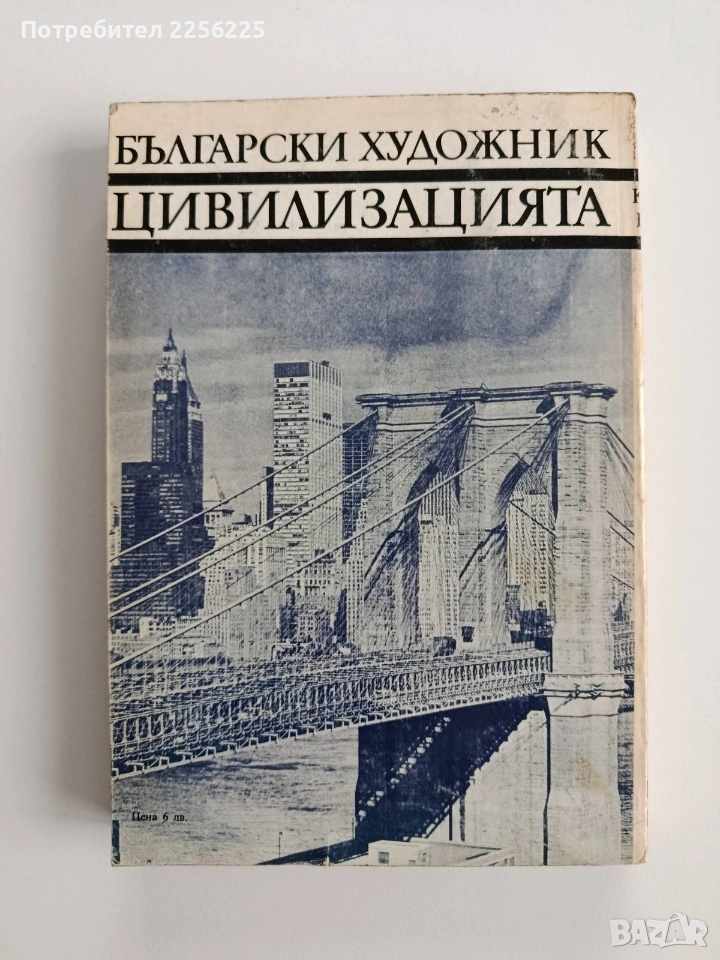 Потребител 2256225
БЪЛГАРСКИ ХУДОЖНИК
ЦИВИЛИЗАЦИЯТА
Цена 6 лв.
BAZAR